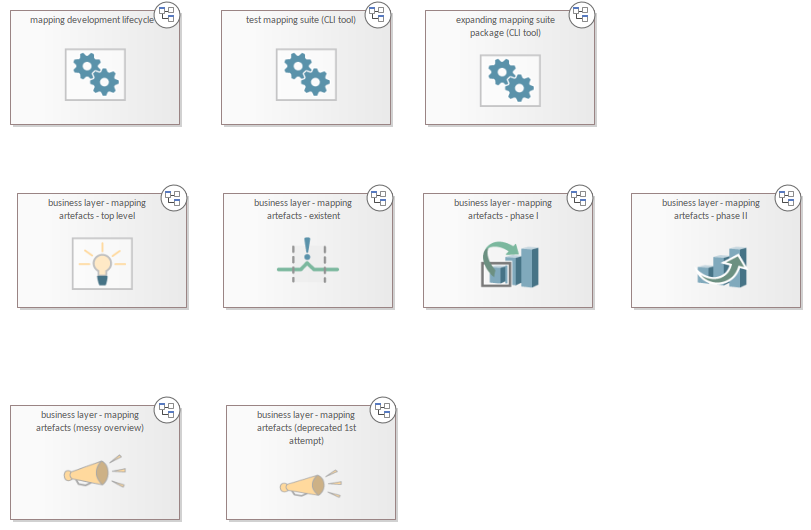 mapping development lifecycle
test mapping suite (CLI tool)
expanding mapping suite
package (CLI tool)
business layer - mapping
artefacts - top level
business layer - mapping
artefacts - existent
business layer - mapping
artefacts - phase I
business layer - mapping
artefacts - phase II
business layer - mapping
artefacts (messy overview)
business layer - mapping
artefacts (deprecated 1st
attempt)